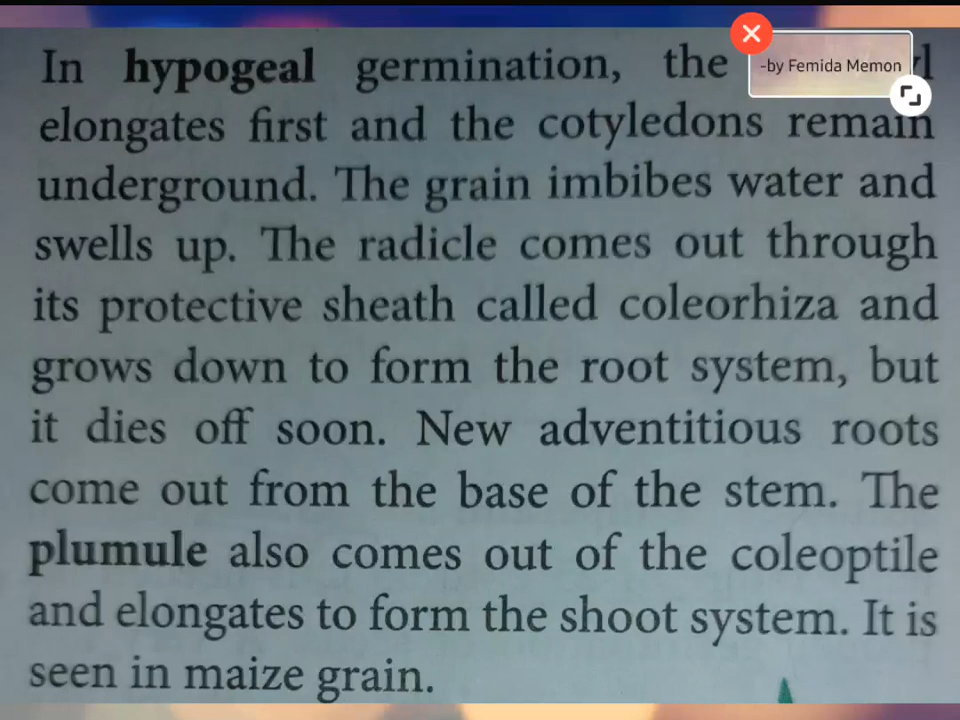 In hypogeal germination, the
-by Femida Memon
elongates first and the cotyledons remain
underground. The grain imbibes water and
swells up. The radicle comes out through
its protective sheath called coleorhiza and
grows down to form the root system, but
it dies off soon. New adventitious roots
come out from the base of the stem. The
plumule also comes out of the coleoptile
and elongates to form the shoot system. It is
seen in maize grain.